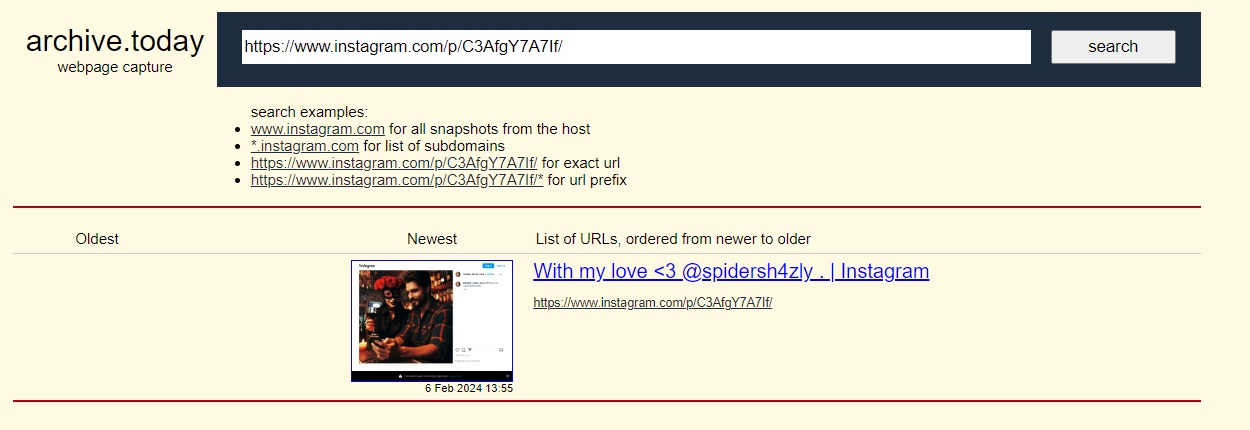 archive.today
webpage capture
https://www.instagram.com/p/C3AfgY7A7If/
search
search examples:
www.instagram.com for all snapshots from the host
*.instagram.com for list of subdomains
https://www.instagram.com/p/C3AfgY7A7If/ for exact url
https://www.instagram.com/p/C3AfgY7A7If/* for url prefix
Oldest
Newest
List of URLs, ordered from newer to older
With my love <3 @spidersh4zly . | Instagram
https://www.instagram.com/p/C3AfgY7A7If/
Instagram
6 Feb 2024 13:55